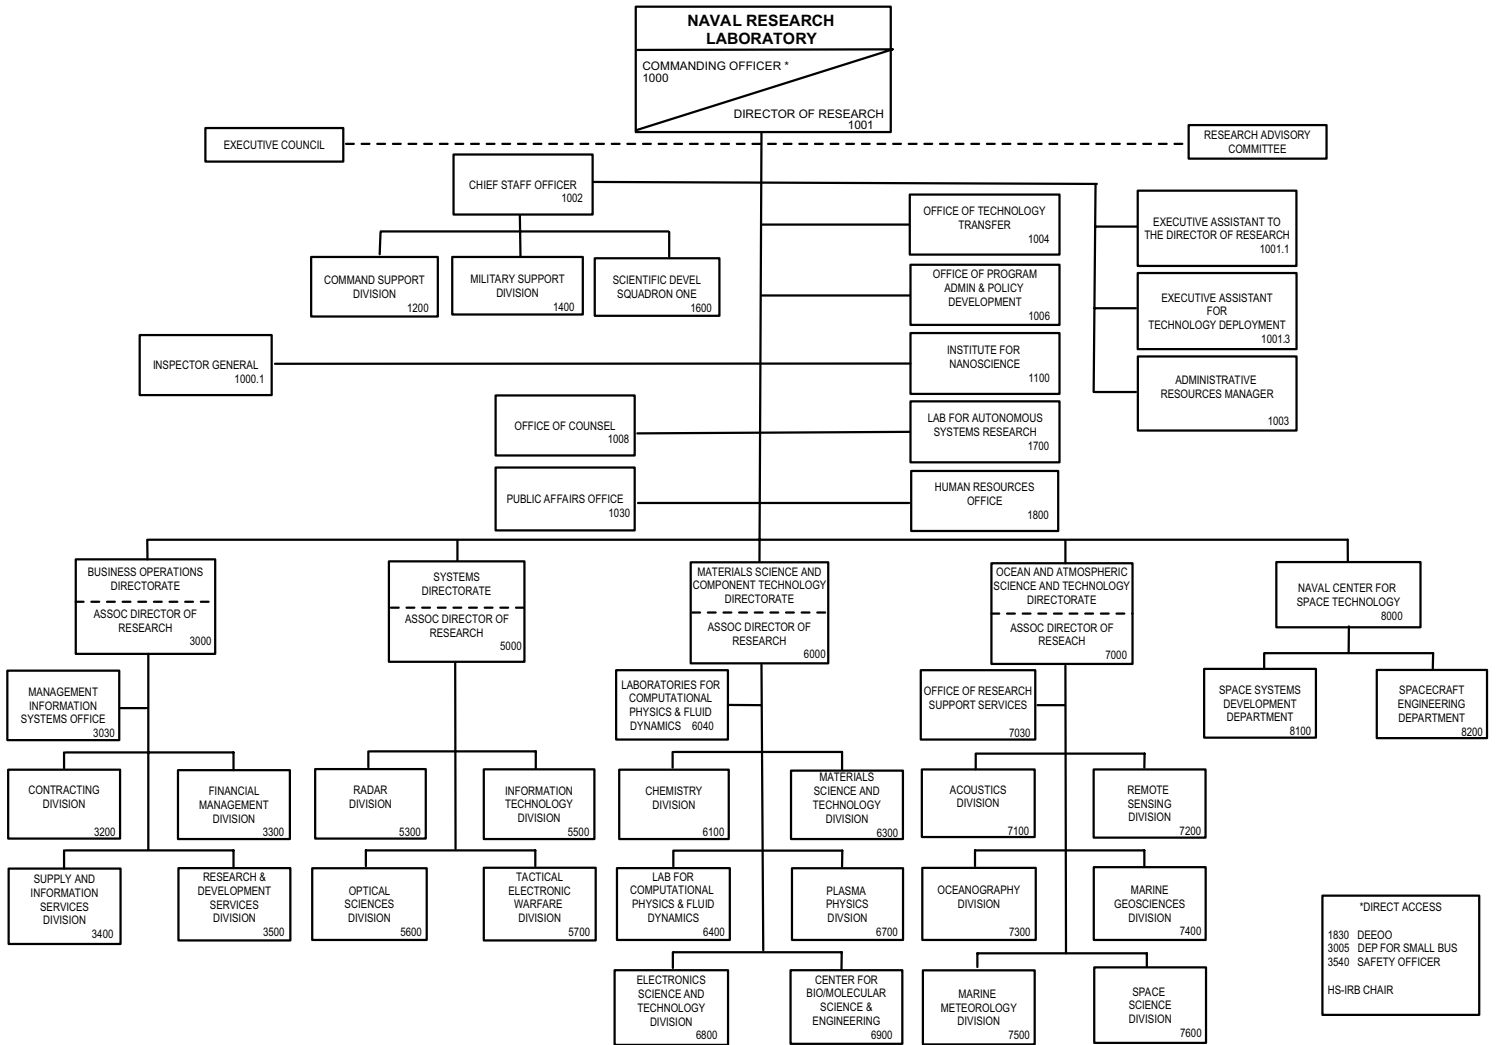 NAVAL RESEARCH
LABORATORY
COMMANDING OFFICER *
1000
DIRECTOR OF RESEARCH
1001
EXECUTIVE COUNCIL
RESEARCH ADVISORY
COMMITTEE
CHIEF STAFF OFFICER
1002
COMMAND SUPPORT
DIVISION
1200
MILITARY SUPPORT
DIVISION
1400
SCIENTIFIC DEVEL
SQUADRON ONE
1600
OFFICE OF TECHNOLOGY
TRANSFER
1004
OFFICE OF PROGRAM
ADMIN & POLICY
DEVELOPMENT
1006
EXECUTIVE ASSISTANT TO
THE DIRECTOR OF RESEARCH
1001.1
EXECUTIVE ASSISTANT
FOR
TECHNOLOGY DEPLOYMENT
1001.3
ADMINISTRATIVE
RESOURCES MANAGER
1003
INSPECTOR GENERAL
1000.1
INSTITUTE FOR
NANOSCIENCE
1100
OFFICE OF COUNSEL
1008
LAB FOR AUTONOMOUS
SYSTEMS RESEARCH
1700
PUBLIC AFFAIRS OFFICE
1030
HUMAN RESOURCES
OFFICE
1800
BUSINESS OPERATIONS
DIRECTORATE
ASSOC DIRECTOR OF
RESEARCH
3000
SYSTEMS
DIRECTORATE
ASSOC DIRECTOR OF
RESEARCH
5000
MATERIALS SCIENCE AND
COMPONENT TECHNOLOGY
DIRECTORATE
ASSOC DIRECTOR OF
RESEARCH
6000
OCEAN AND ATMOSPHERIC
SCIENCE AND TECHNOLOGY
DIRECTORATE
ASSOC DIRECTOR OF
RESEACH
7000
NAVAL CENTER FOR
SPACE TECHNOLOGY
8000
MANAGEMENT
INFORMATION
SYSTEMS OFFICE
3030
LABORATORIES FOR
COMPUTATIONAL
PHYSICS & FLUID
DYNAMICS 6040
OFFICE OF RESEARCH
SUPPORT SERVICES
7030
SPACE SYSTEMS
DEVELOPMENT
DEPARTMENT
8100
SPACECRAFT
ENGINEERING
DEPARTMENT
8200
CONTRACTING
DIVISION
3200
FINANCIAL
MANAGEMENT
DIVISION
3300
RADAR
DIVISION
5300
INFORMATION
TECHNOLOGY
DIVISION
5500
CHEMISTRY
DIVISION
6100
MATERIALS
SCIENCE AND
TECHNOLOGY
DIVISION
6300
ACOUSTICS
DIVISION
7100
REMOTE
SENSING
DIVISION
7200
SUPPLY AND
INFORMATION
SERVICES
DIVISION
3400
RESEARCH &
DEVELOPMENT
SERVICES
DIVISION
3500
OPTICAL
SCIENCES
DIVISION
5600
TACTICAL
ELECTRONIC
WARFARE
DIVISION
5700
LAB FOR
COMPUTATIONAL
PHYSICS & FLUID
DYNAMICS
6400
PLASMA
PHYSICS
DIVSION
6700
OCEANOGRAPHY
DIVISION
7300
MARINE
GEOSCIENCES
DIVISION
7400
ELECTRONICS
SCIENCE AND
TECHNOLOGY
DIVISION
6800
CENTER FOR
BIO/MOLECULAR
SCIENCE &
ENGINEERING
6900
MARINE
METEOROLOGY
DIVISION
7500
SPACE
SCIENCE
DIVISION
7600
*DIRECT ACCESS
1830 DEEOO
3005 DEP FOR SMALL BUS
3540 SAFETY OFFICER
HS-IRB CHAIR